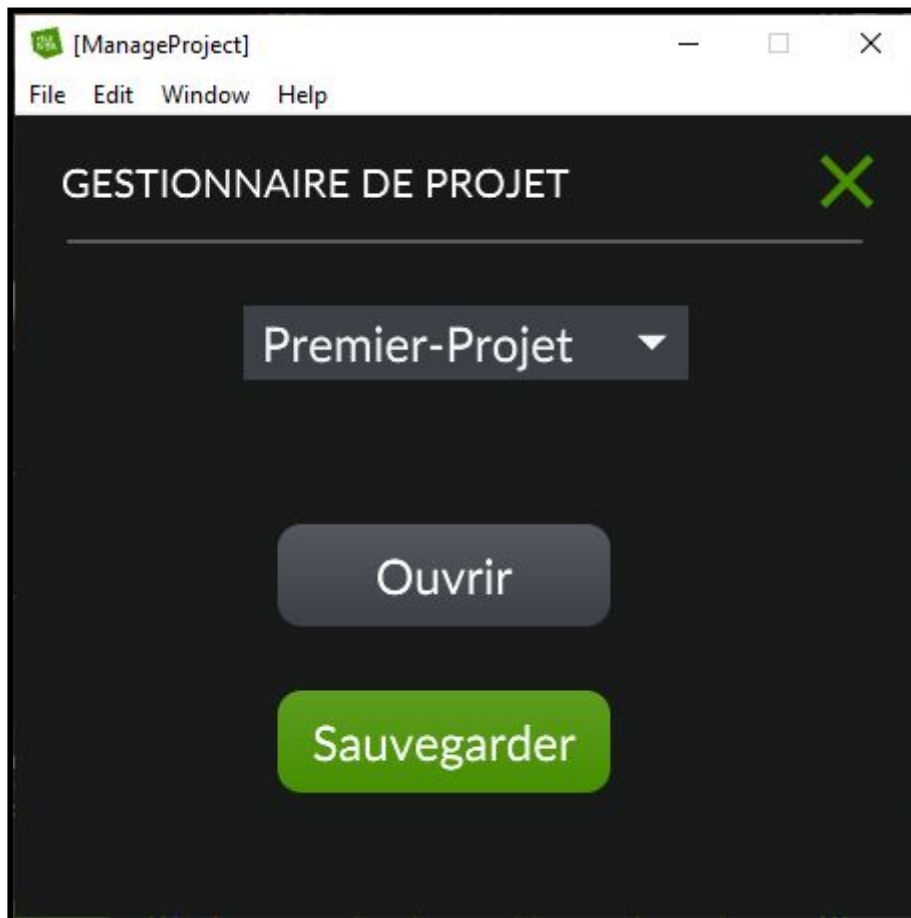 [ManageProject]
File Edit Window Help
GESTIONNAIRE DE PROJET
Premier-Projet
Ouvrir
Sauvegarder